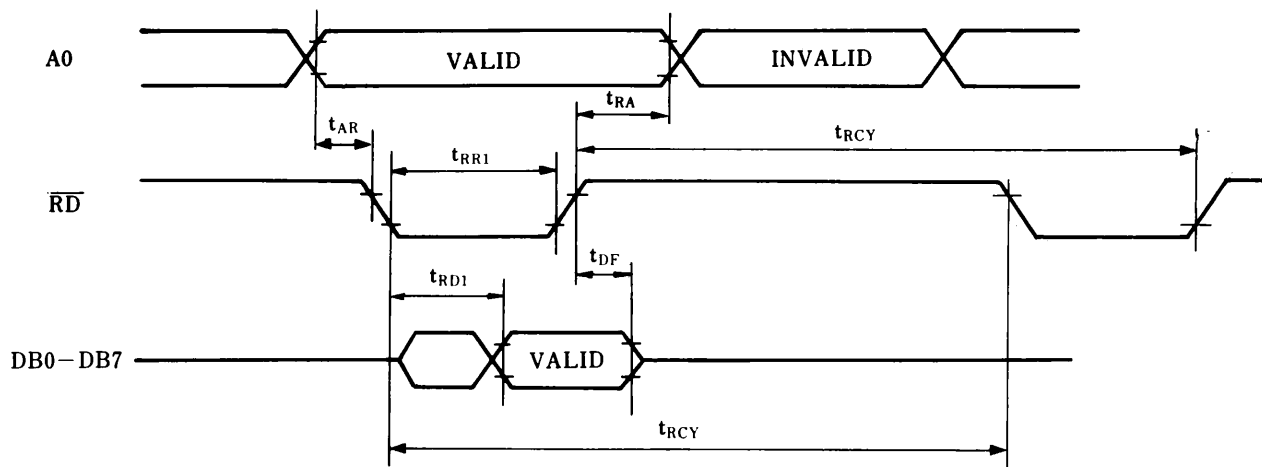 A0
VALID
INVALID
tRA
tAR
tRCY
tRR1
RD
tDF
tRD1
DB0-DB7
VALID
tRCY